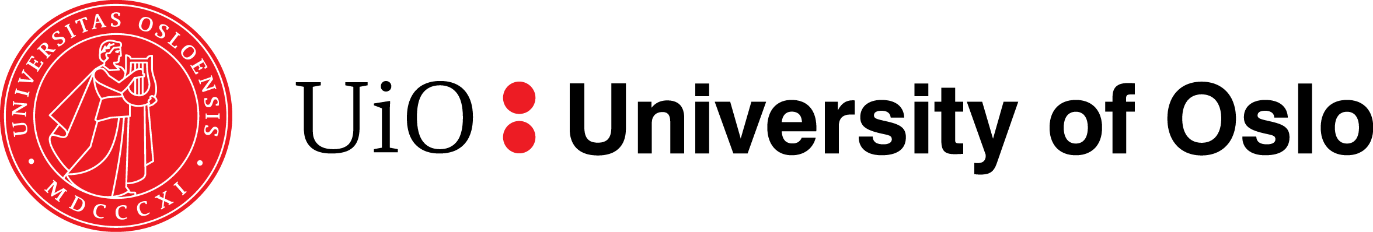 UNIVERSITAS OSLOENSIS
MDCCCXI
UiO : University of Oslo